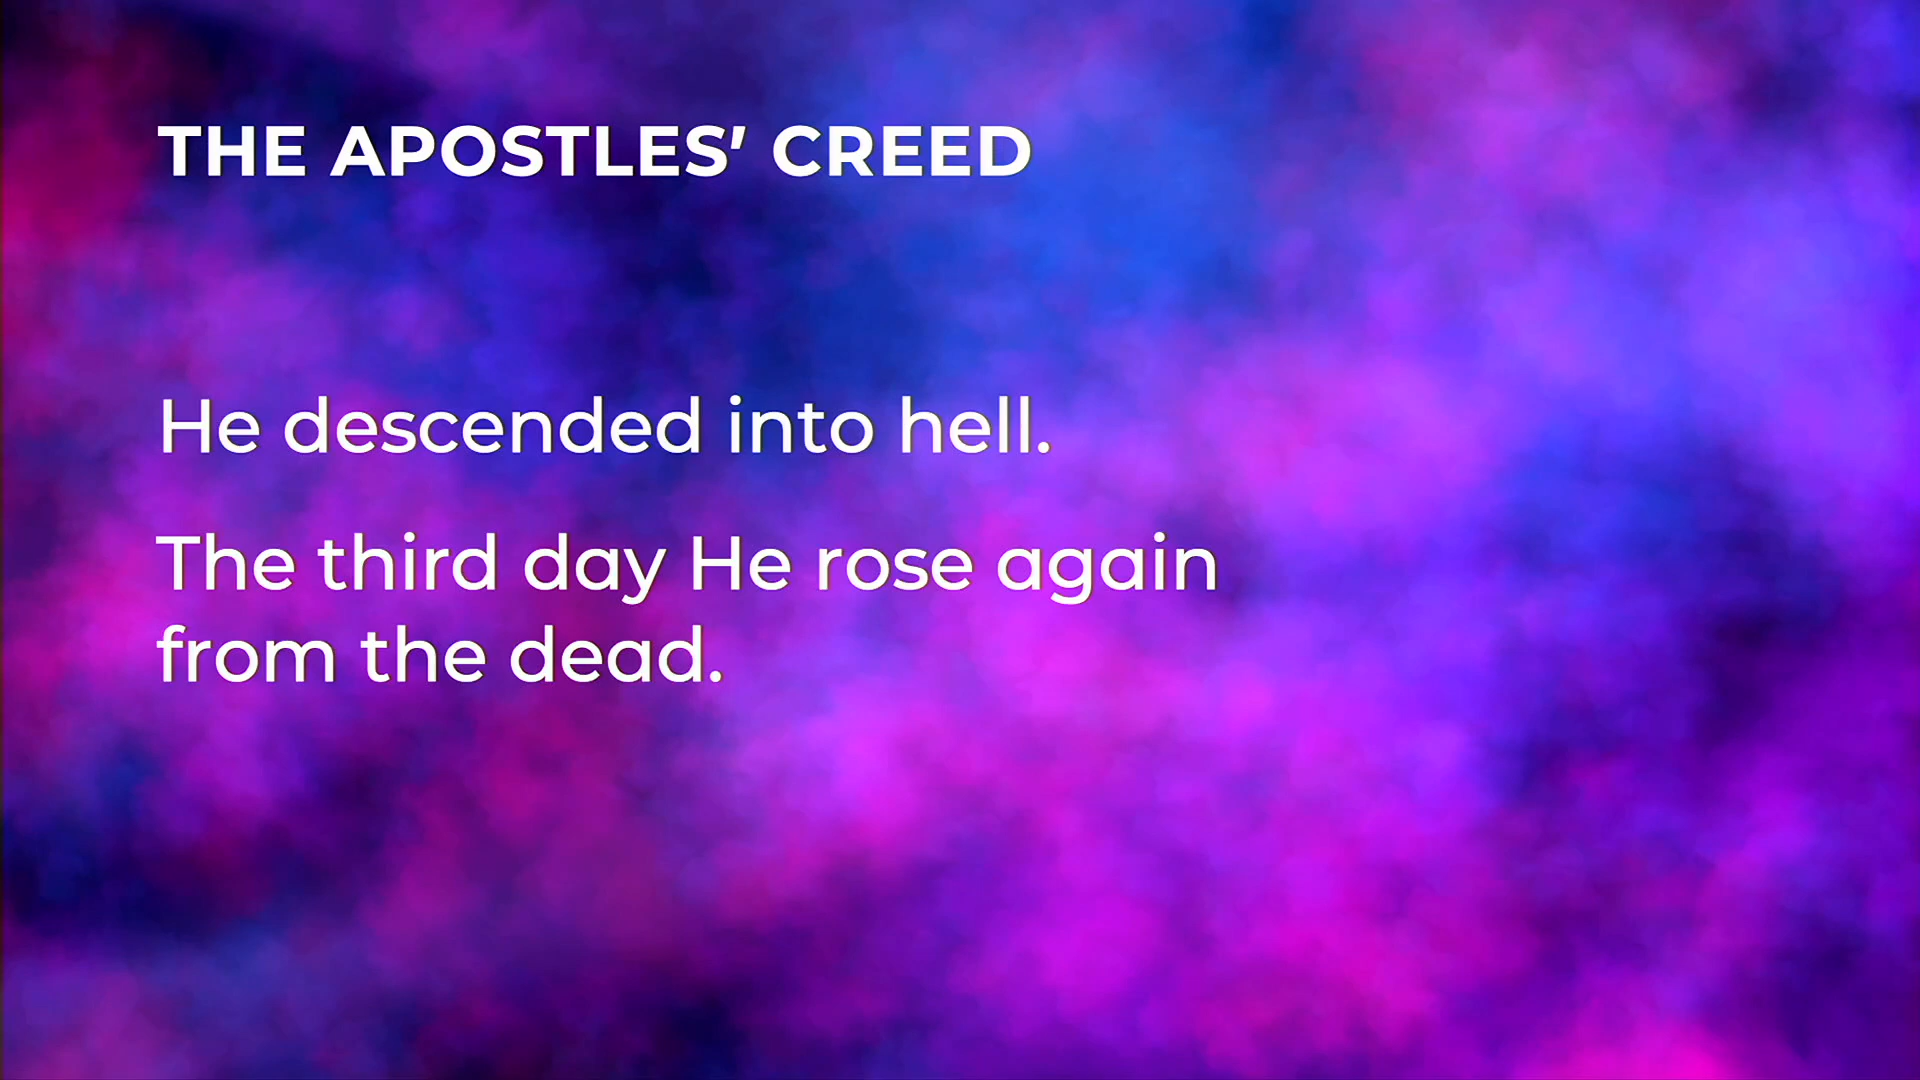 THE APOSTLES’ CREED
He descended into hell.
The third day He rose again
from the dead.